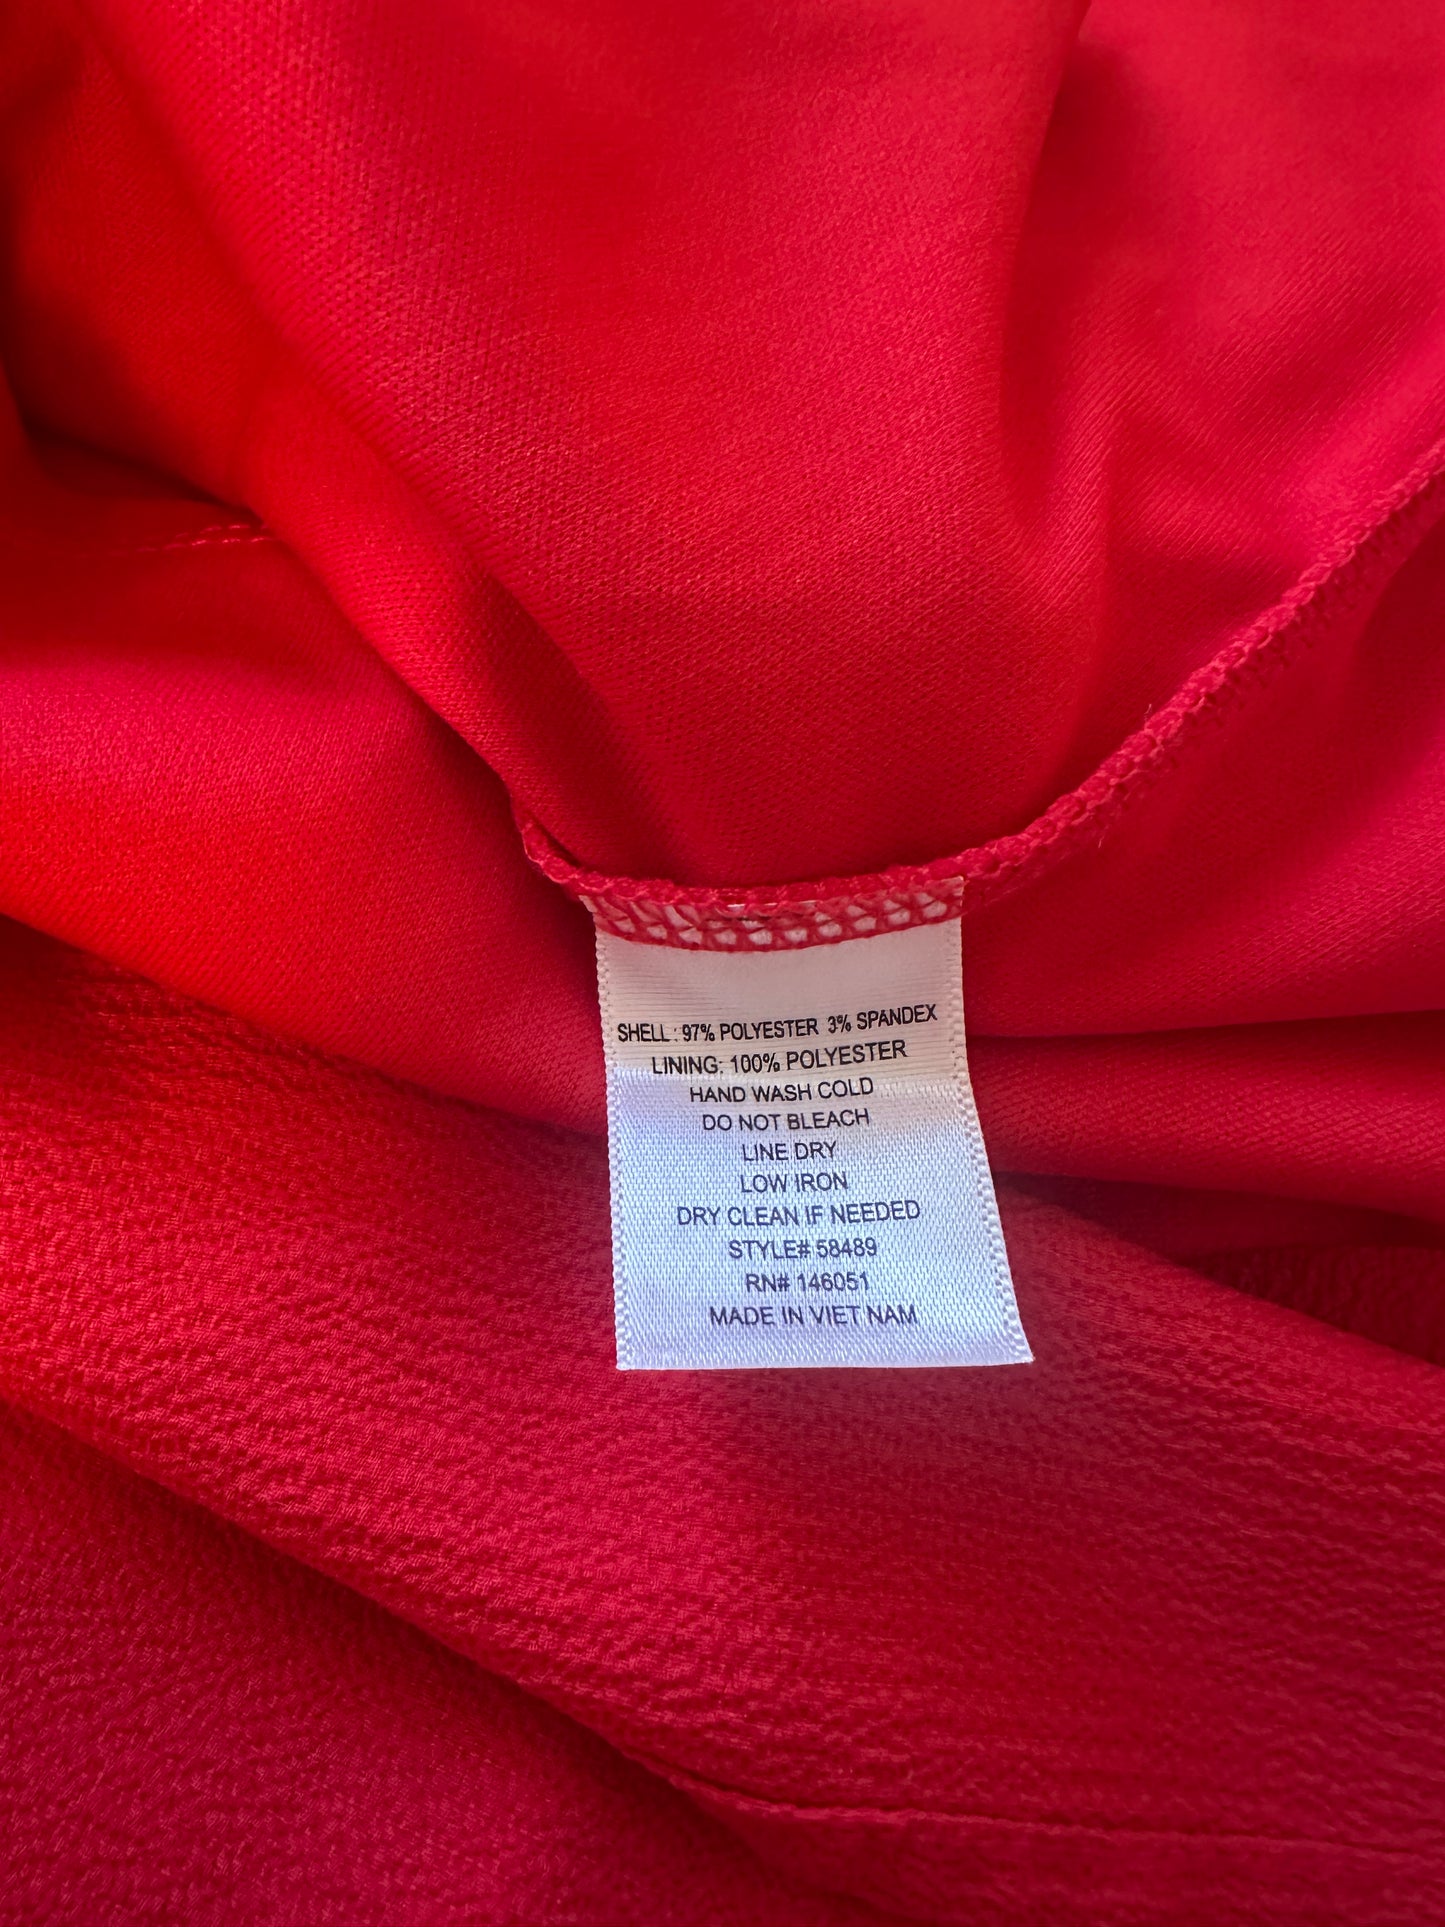 SHELL : 97% POLYESTER 3% SPANDEX
LINING: 100% POLYESTER
HAND WASH COLD
DO NOT BLEACH
LINE DRY
LOW IRON
DRY CLEAN IF NEEDED
STYLE# 58489
RN# 146051
MADE IN VIET NAM